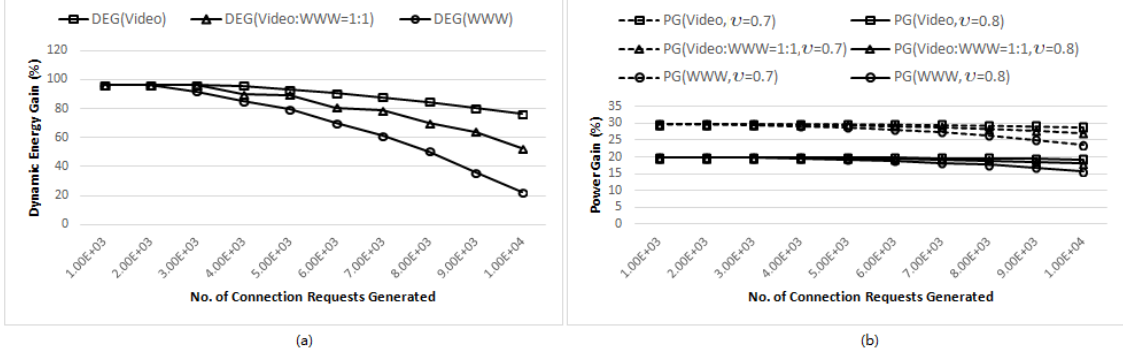 DEG(Video) DEG(Video:WWW=1:1) DEG(WWW)
120
100
80
60
40
20
0
Dynamic Energy Gain (%)
1.00E+03 2.00E+03 3.00E+03 4.00E+03 5.00E+03 6.00E+03 7.00E+03 8.00E+03 9.00E+03 1.00E+04
No. of Connection Requests Generated
(a)
PG(Video, υ=0.7) PG(Video,υ=0.8)
PG(Video:WWW=1:1,υ=0.7) PG(Video:WWW=1:1,υ=0.8)
PG(WWW,υ=0.7) PG(WWW, υ=0.8)
35
30
25
20
15
10
5
0
Power Gain (%)
1.00E+03 2.00E+03 3.00E+03 4.00E+03 5.00E+03 6.00E+03 7.00E+03 8.00E+03 9.00E+03 1.00E+04
No. of Connection Requests Generated
(b)